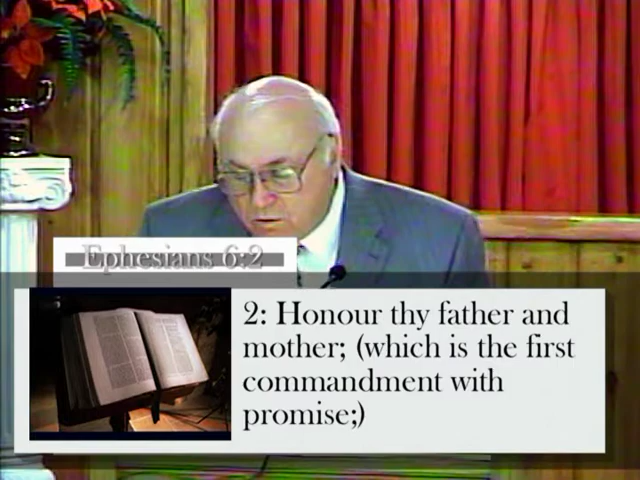 Ephesians 6:2
2: Honour thy father and
mother; (which is the first
commandment with
promise;)